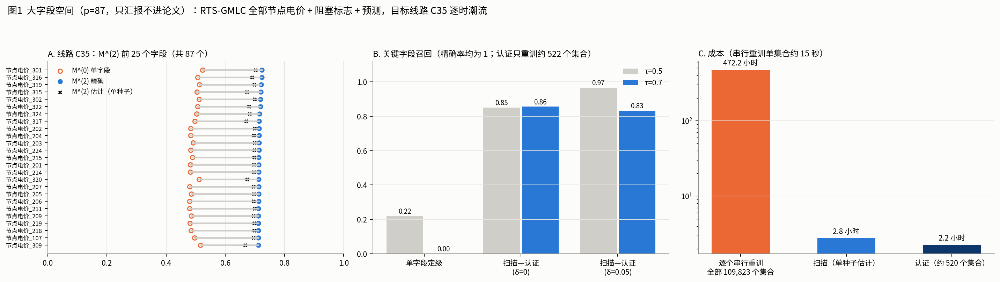 图1 大字段空间（p=87，只汇报不进论文）：RTS-GMLC 全部节点电价 + 阻塞标志 + 预测，目标线路 C35 逐时潮流
A. 线路 C35：M^(2) 前 25 个字段（共 87 个）
M^(0) 单字段
M^(2) 精确
M^(2) 估计（单种子）
节点电价_301
节点电价_316
节点电价_319
节点电价_315
节点电价_302
节点电价_322
节点电价_324
节点电价_317
节点电价_202
节点电价_204
节点电价_203
节点电价_224
节点电价_215
节点电价_201
节点电价_214
节点电价_320
节点电价_207
节点电价_205
节点电价_206
节点电价_211
节点电价_209
节点电价_219
节点电价_218
节点电价_107
节点电价_309
0.0 0.2 0.4 0.6 0.8 1.0
B. 关键字段召回（精确率均为 1；认证只重训约 522 个集合）
τ=0.5
τ=0.7
1.0
0.8
0.6
0.4
0.2
0.0
0.22 0.00 0.85 0.86 0.97 0.83
单字段定级
扫描—认证
(δ=0)
扫描—认证
(δ=0.05)
C. 成本（串行重训单集合约 15 秒）
472.2 小时
2.8 小时
2.2 小时
10²
10¹
逐个串行重训
全部 109,823 个集合
扫描（单种子估计）
认证（约 520 个集合）